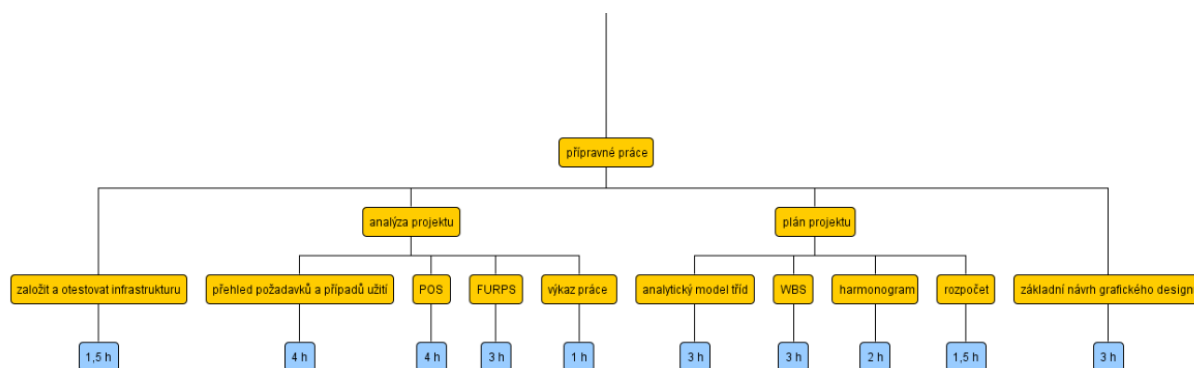 přípravné práce
analýza projektu
plán projektu
založit a otestovat infrastrukturu
přehled požadavků a případů užití
POS
FURPS
výkaz práce
analytický model tříd
WBS
harmonogram
rozpočet
základní návrh grafického design
1,5 h
4 h
4 h
3 h
1 h
3 h
3 h
2 h
1,5 h
3 h